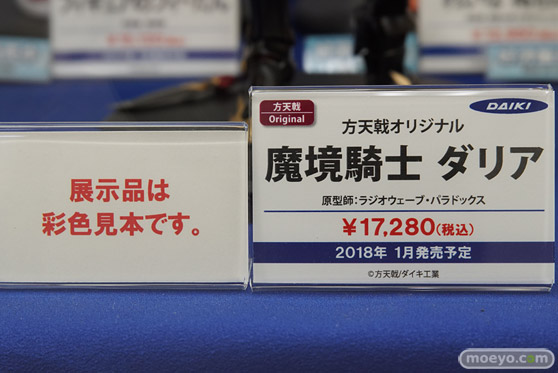 展示品は
彩色見本です。
方天戟
Original
DAIKI
方天戟オリジナル
魔境騎士 ダリア
原型師:ラジオウェーブ・パラドックス
¥17,280(税込)
2018年 1月発売予定
©方天戟/ダイキ工業
moeyo.com